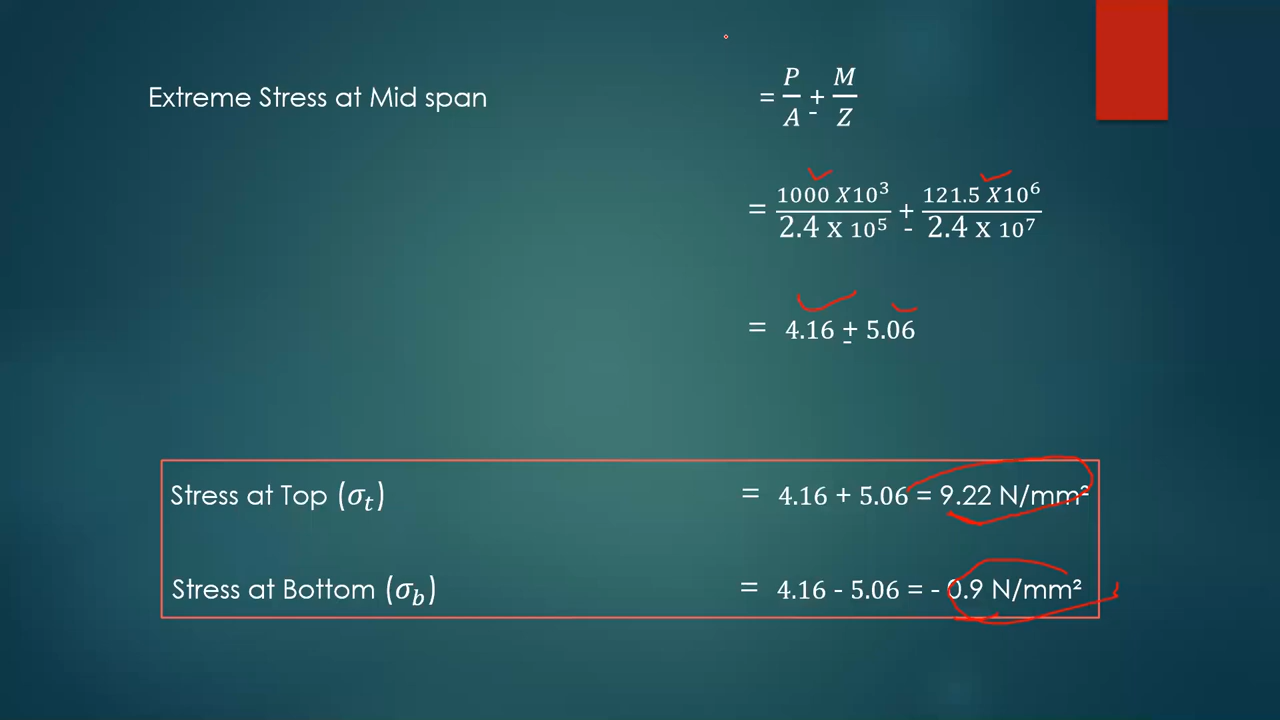 Extreme Stress at Mid span = P/A ± M/Z
= 1000 X10³/2.4 x 10⁵ ± 121.5 X10⁶/2.4 x 10⁷
= 4.16 ± 5.06
Stress at Top (σₜ) = 4.16 + 5.06 = 9.22 N/mm²
Stress at Bottom (σ_b) = 4.16 - 5.06 = - 0.9 N/mm²